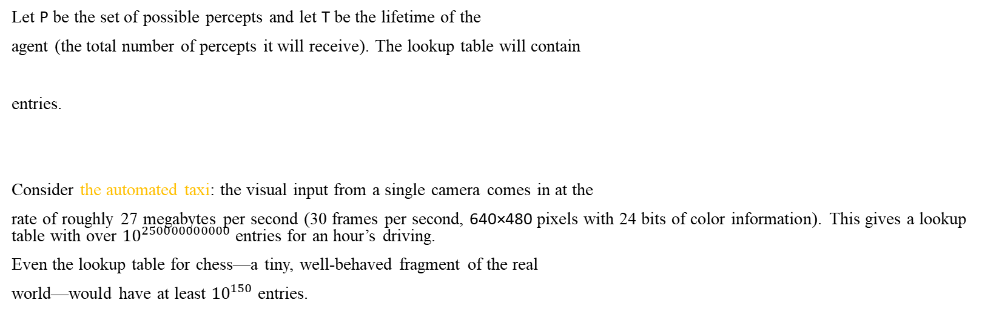 Let P be the set of possible percepts and let T be the lifetime of the
agent (the total number of percepts it will receive). The lookup table will contain
entries.
Consider the automated taxi: the visual input from a single camera comes in at the
rate of roughly 27 megabytes per second (30 frames per second, 640×480 pixels with 24 bits of color information). This gives a lookup
table with over 10^250000000000 entries for an hour’s driving.
Even the lookup table for chess—a tiny, well-behaved fragment of the real
world—would have at least 10^150 entries.